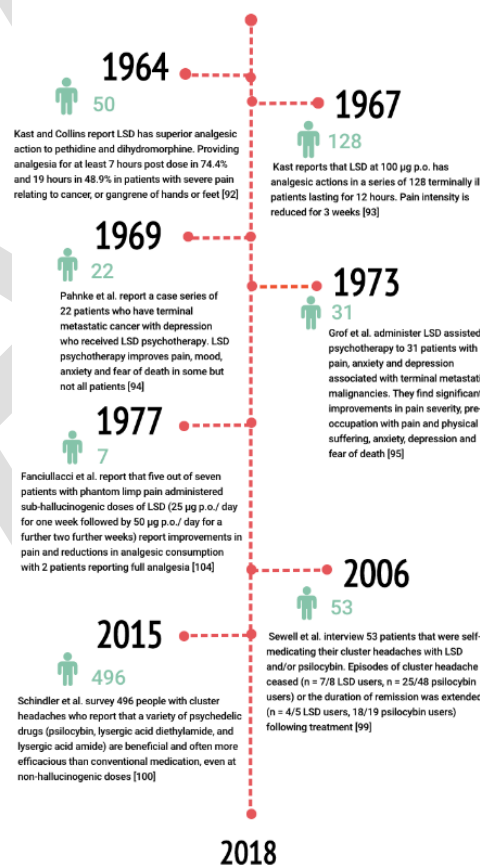 1964
50
Kast and Collins report LSD has superior analgesic
action to pethidine and dihydromorphine. Providing
analgesia for at least 7 hours post dose in 74.4%
and 19 hours in 48.9% in patients with severe pain
relating to cancer, or gangrene of hands or feet [92]
1967
128
Kast reports that LSD at 100 µg p.o. has
analgesic actions in a series of 128 terminally il
patients lasting for 12 hours. Pain intensity is
reduced for 3 weeks [93]
1969
22
Pahnke et al. report a case series of
22 patients who have terminal
metastatic cancer with depression
who received LSD psychotherapy. LSD
psychotherapy improves pain, mood,
anxiety and fear of death in some but
not all patients [94]
1973
31
Grof et al. administer LSD assisted
psychotherapy to 31 patients with
pain, anxiety and depression
associated with terminal metastati
malignancies. They find significant
improvements in pain severity, pre-
occupation with pain and physical
suffering, anxiety, depression and
fear of death [95]
1977
7
Fanciullacci et al. report that five out of seven
patients with phantom limp pain administered
sub-hallucinogenic doses of LSD (25 µg p.o./ day
for one week followed by 50 µg p.o./ day for a
further two further weeks) report improvements in
pain and reductions in analgesic consumption
with 2 patients reporting full analgesia [104]
2006
53
Sewell et al. interview 53 patients that were self-
medicating their cluster headaches with LSD
and/or psilocybin. Episodes of cluster headache
ceased (n = 7/8 LSD users, n = 25/48 psilocybin
users) or the duration of remission was extended
(n = 4/5 LSD users, 18/19 psilocybin users)
following treatment [99]
2015
496
Schindler et al. survey 496 people with cluster
headaches who report that a variety of psychedelic
drugs (psilocybin, lysergic acid diethylamide, and
lysergic acid amide) are beneficial and often more
efficacious than conventional medication, even at
non-hallucinogenic doses [100]
2018